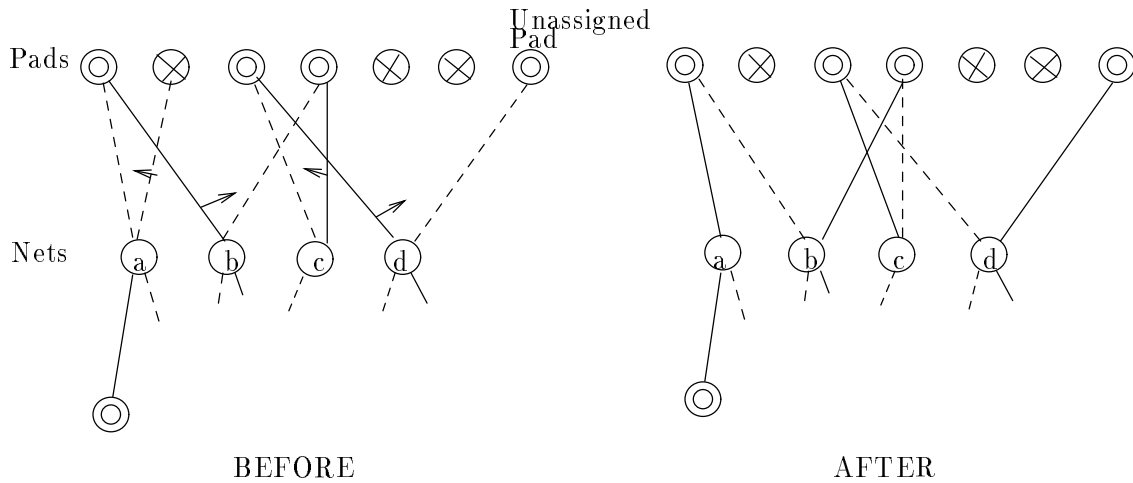 Unassigned
Pads Pad
Nets a b c d a b c d
BEFORE AFTER